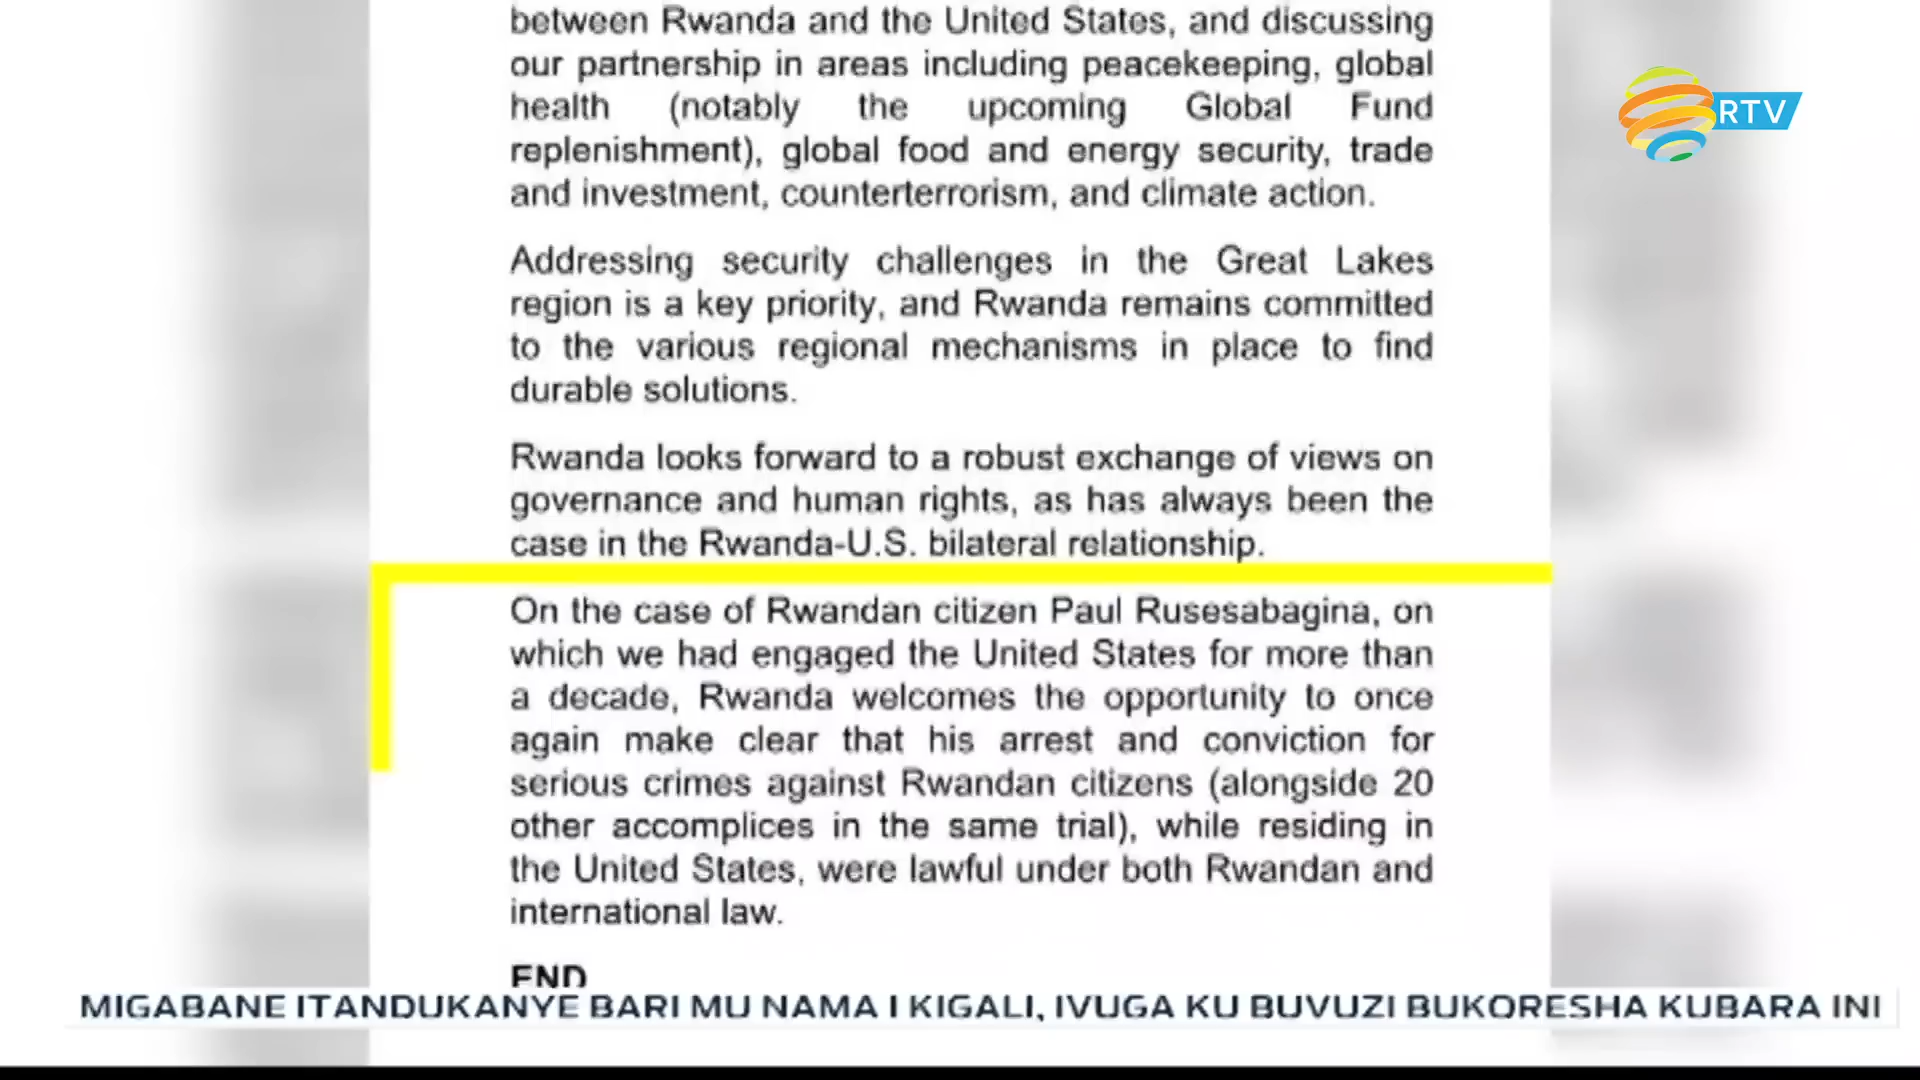 between Rwanda and the United States, and discussing
our partnership in areas including peacekeeping, global
health (notably the upcoming Global Fund
replenishment), global food and energy security, trade
and investment, counterterrorism, and climate action.
Addressing security challenges in the Great Lakes
region is a key priority, and Rwanda remains committed
to the various regional mechanisms in place to find
durable solutions.
Rwanda looks forward to a robust exchange of views on
governance and human rights, as has always been the
case in the Rwanda-U.S. bilateral relationship.
On the case of Rwandan citizen Paul Rusesabagina, on
which we had engaged the United States for more than
a decade, Rwanda welcomes the opportunity to once
again make clear that his arrest and conviction for
serious crimes against Rwandan citizens (alongside 20
other accomplices in the same trial), while residing in
the United States, were lawful under both Rwandan and
international law.
END
RTV
MIGABANE ITANDUKANYE BARI MU NAMA I KIGALI, IVUGA KU BUVUZI BUKORESHA KUBARA INI